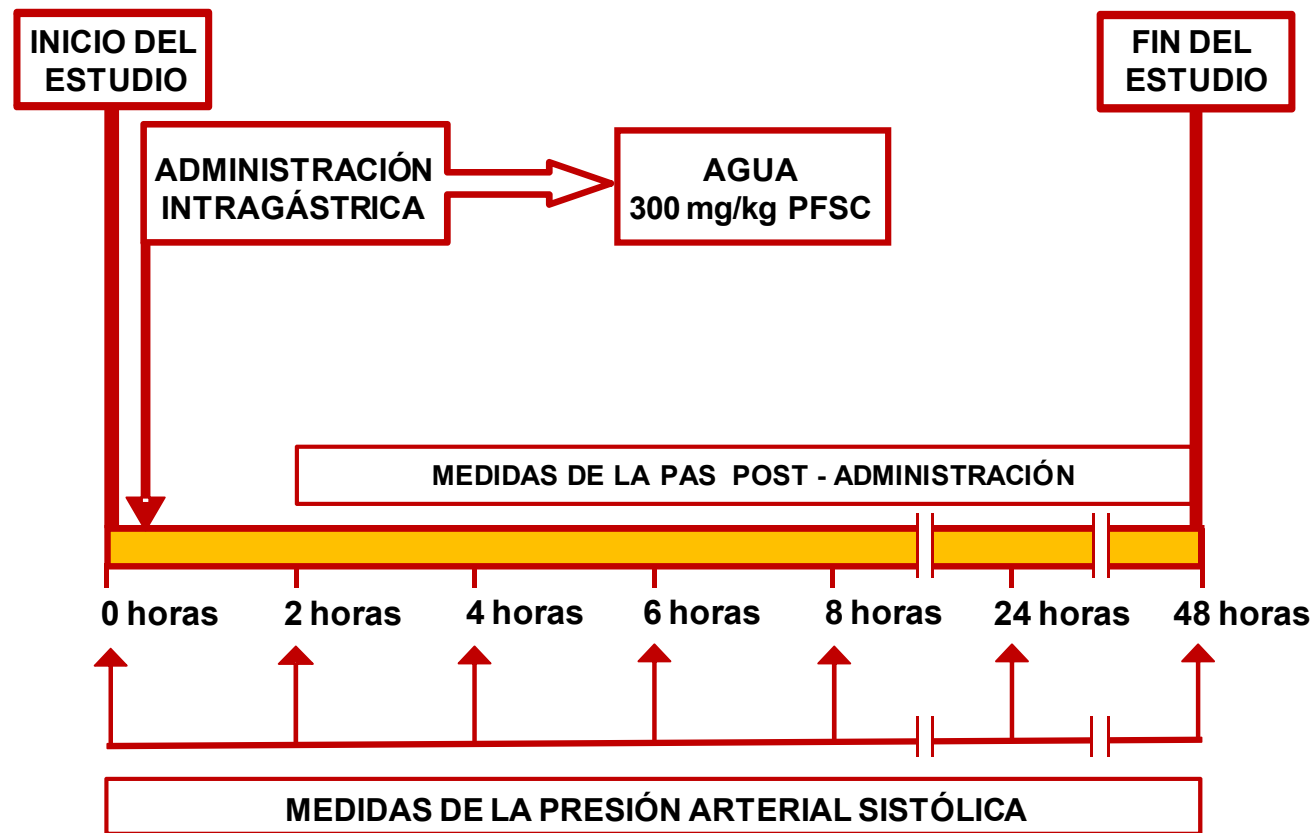 INICIO DEL
ESTUDIO
FIN DEL
ESTUDIO
ADMINISTRACIÓN
INTRAGÁSTRICA
AGUA
300 mg/kg PFSC
MEDIDAS DE LA PAS POST - ADMINISTRACIÓN
0 horas 2 horas 4 horas 6 horas 8 horas 24 horas 48 horas
MEDIDAS DE LA PRESIÓN ARTERIAL SISTÓLICA